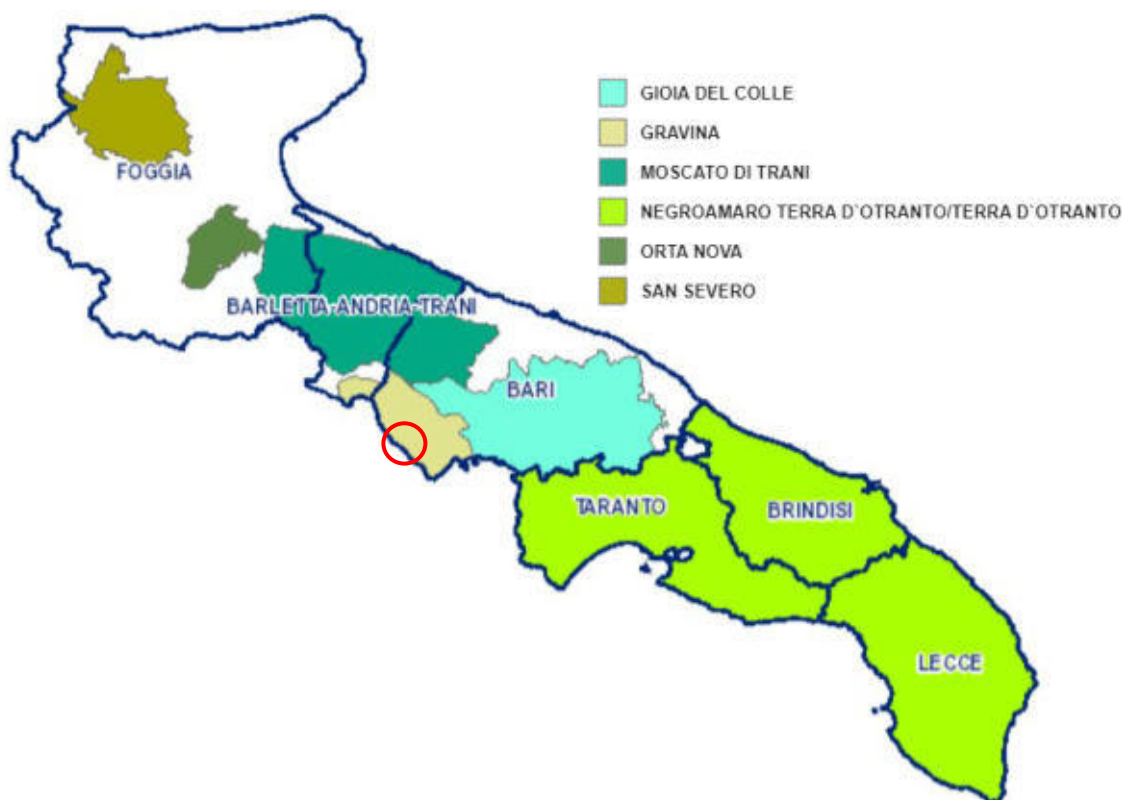 GIOIA DEL COLLE
GRAVINA
MOSCATO DI TRANI
NEGROAMARO TERRA D`OTRANTO/TERRA D`OTRANTO
ORTA NOVA
SAN SEVERO
FOGGIA
BARLETTA-ANDRIA-TRANI
BARI
TARANTO
BRINDISI
LECCE